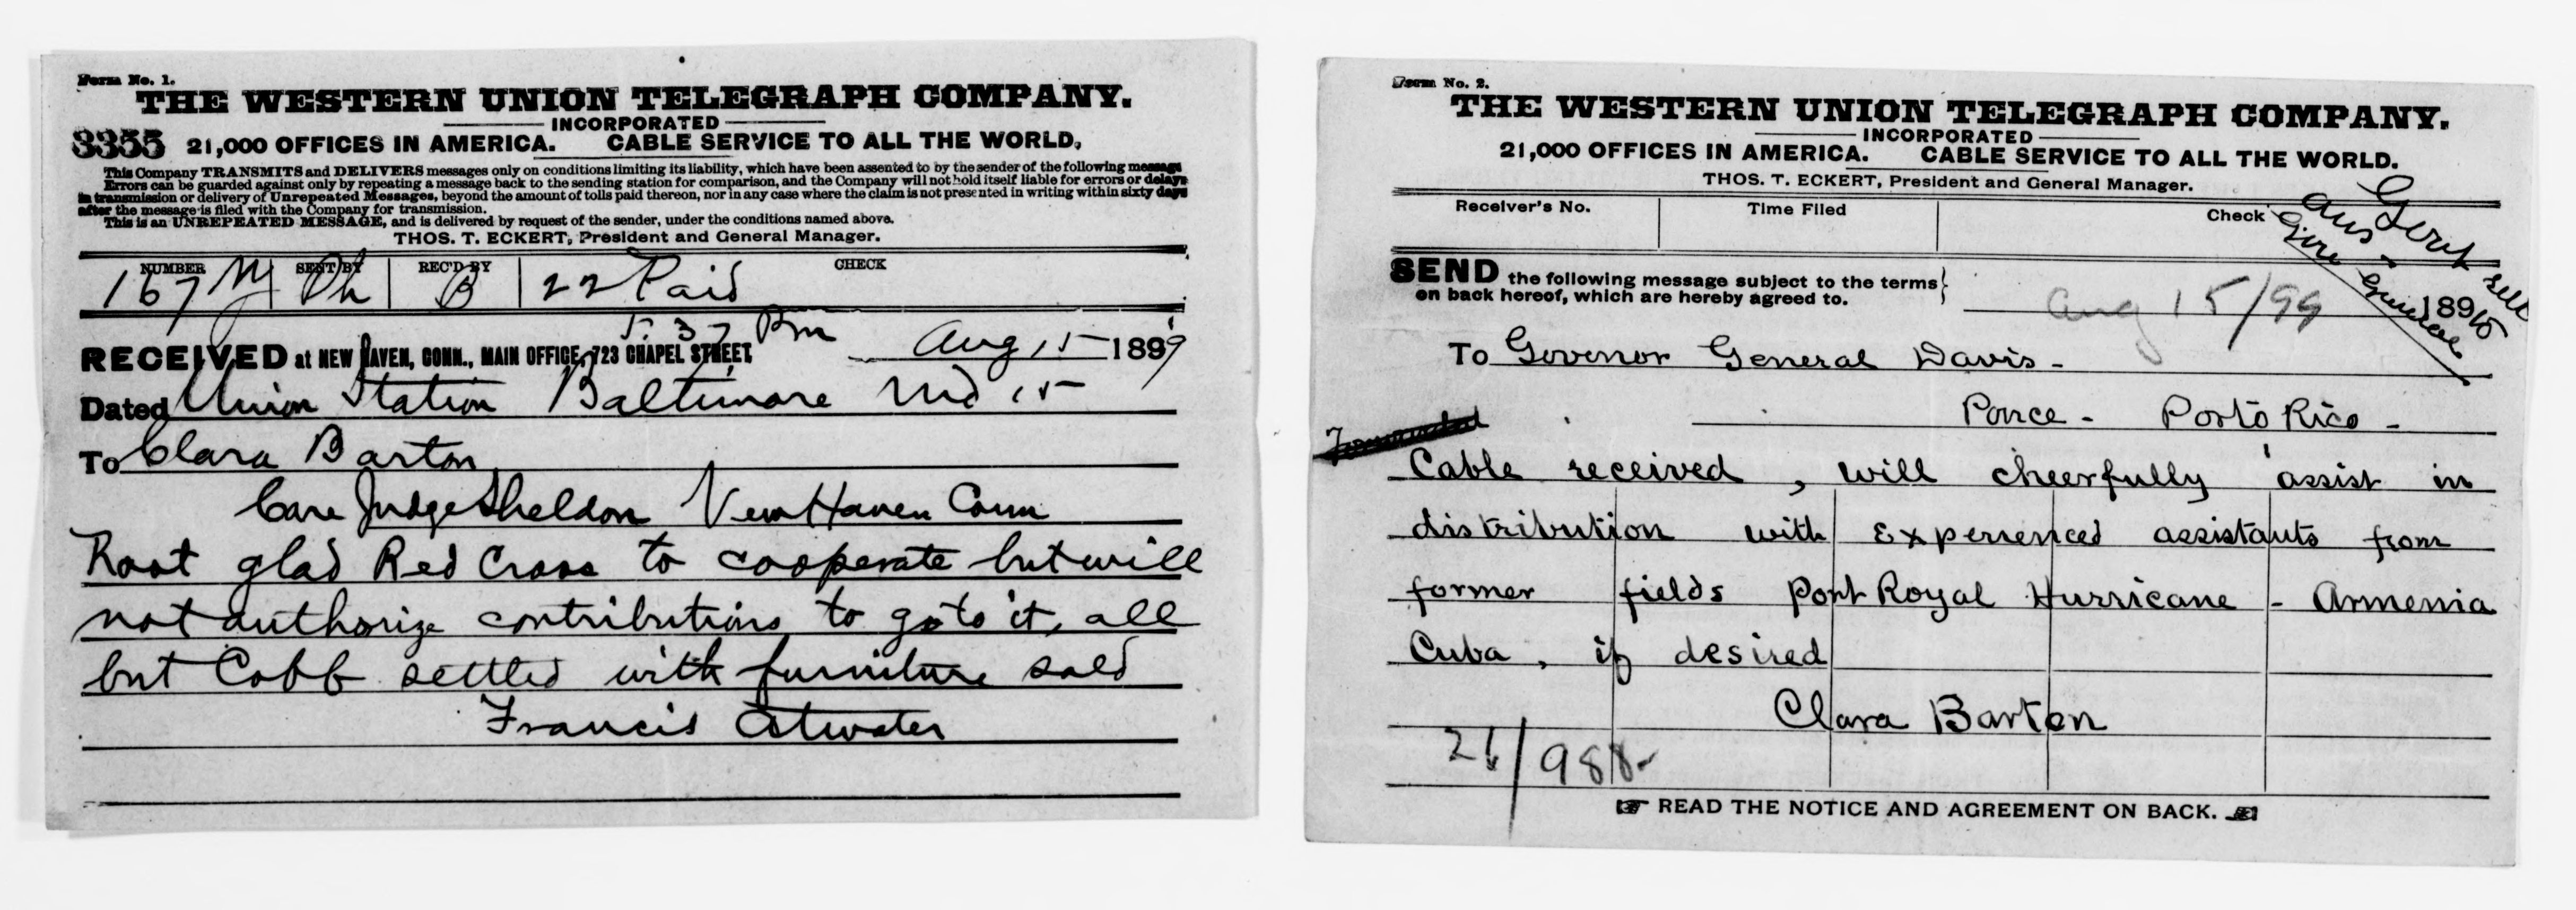 Form No. 1.
THE WESTERN UNION TELEGRAPH COMPANY.
INCORPORATED
3355 21,000 OFFICES IN AMERICA. CABLE SERVICE TO ALL THE WORLD.
This Company TRANSMITS and DELIVERS messages only on conditions limiting its liability, which have been assented to by the sender of the following message
Errors can be guarded against only by repeating a message back to the sending station for comparison, and the Company will not hold itself liable for errors or delays
in transmission or delivery of Unrepeated Messages, beyond the amount of tolls paid thereon, nor in any case where the claim is not presented in writing within sixty days
after the message is filed with the Company for transmission.
This is an UNREPEATED MESSAGE, and is delivered by request of the sender, under the conditions named above.
THOS. T. ECKERT, President and General Manager.
NUMBER SENT BY REC'D BY CHECK
167 Ph B 22 Paid
5:37 Pm
RECEIVED at NEW HAVEN, CONN., MAIN OFFICE, 723 CHAPEL STREET, Aug 15 1899
Dated Union Station Baltimore Md 15
To Clara Barton
Care Judge Sheldon New Haven Conn
Root glad Red Cross to cooperate but will
not authorize contributions to go to it, all
but Cobb settled with furniture sold
Francis Atwater
Form No. 2.
THE WESTERN UNION TELEGRAPH COMPANY.
INCORPORATED
21,000 OFFICES IN AMERICA. CABLE SERVICE TO ALL THE WORLD.
THOS. T. ECKERT, President and General Manager.
Receiver's No. Time Filed Check
SEND the following message subject to the terms
on back hereof, which are hereby agreed to.
Aug 15/99 189
To Govenor General Davis -
Ponce - Porto Rico -
Cable received, will cheerfully assist in
distribution with experienced assistants from
former fields Port Royal Hurricane - Armenia
Cuba, if desired
Clara Barton
READ THE NOTICE AND AGREEMENT ON BACK.